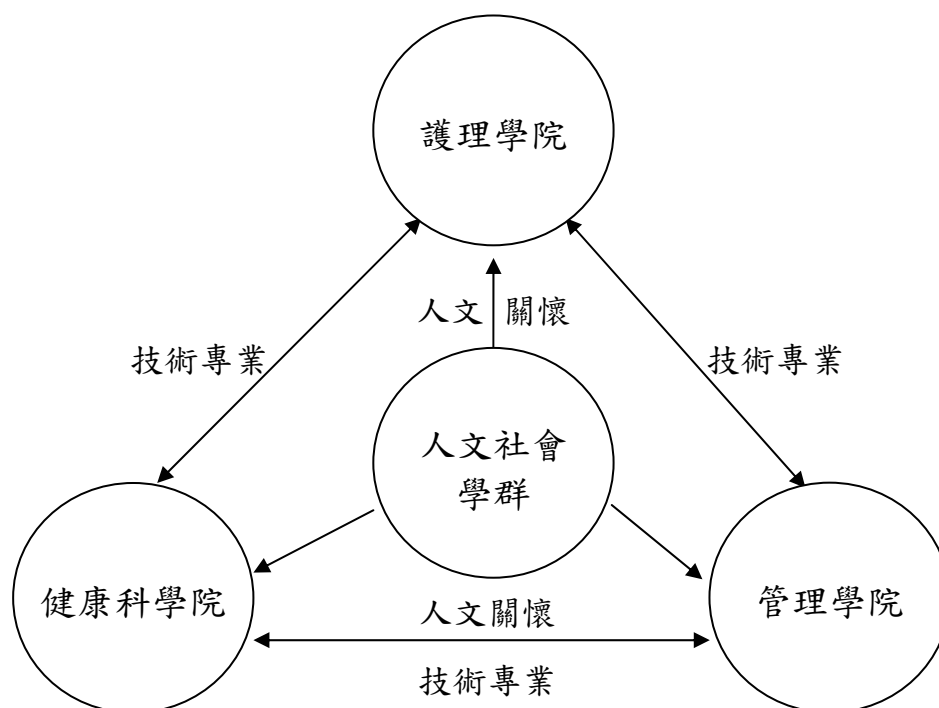 護理學院
人文 關懷
技術專業
技術專業
人文社會
學群
健康科學院
管理學院
人文關懷
技術專業